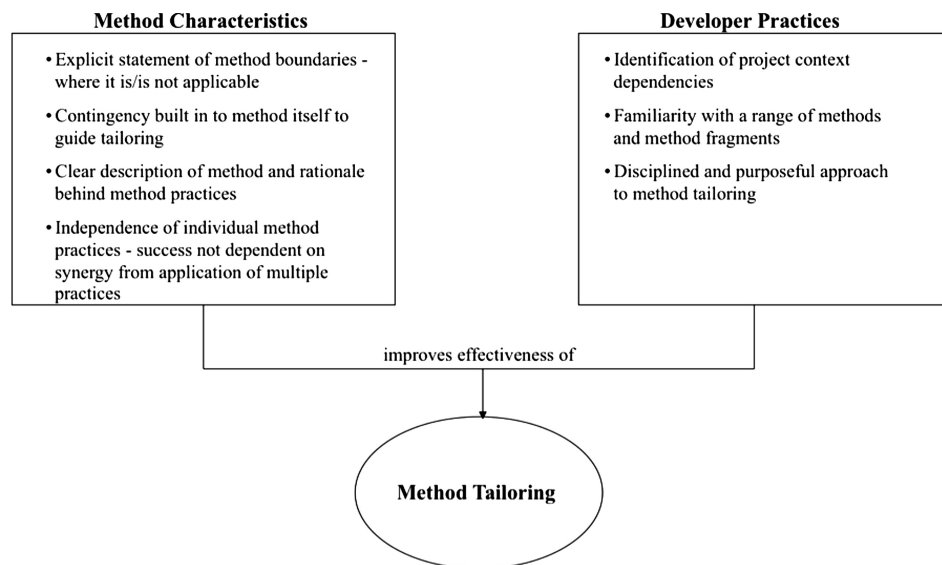 Method Characteristics
• Explicit statement of method boundaries -
where it is/is not applicable
• Contingency built in to method itself to
guide tailoring
• Clear description of method and rationale
behind method practices
• Independence of individual method
practices - success not dependent on
synergy from application of multiple
practices
Developer Practices
• Identification of project context
dependencies
• Familiarity with a range of methods
and method fragments
• Disciplined and purposeful approach
to method tailoring
improves effectiveness of
Method Tailoring